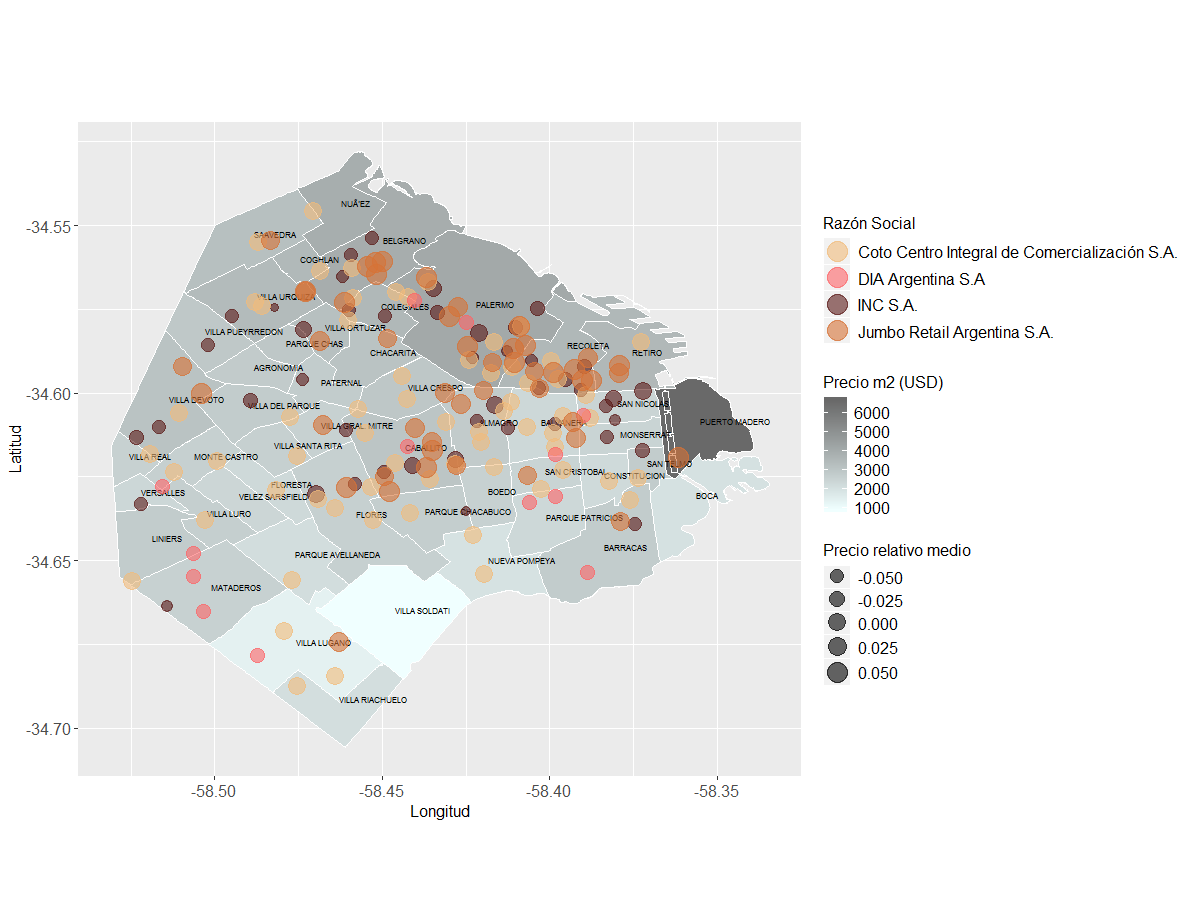 NUÃ'EZ
SAAVEDRA
BELGRANO
COGHLAN
VILLA URQUIZA
COLEGIALES
PALERMO
VILLA PUEYRREDON
VILLA ORTUZAR
PARQUE CHAS
CHACARITA
RECOLETA
RETIRO
AGRONOMIA
PATERNAL
VILLA CRESPO
VILLA DEVOTO
VILLA DEL PARQUE
SAN NICOLAS
VILLA GRAL. MITRE
ALMAGRO
BALVANERA
PUERTO MADERO
MONSERRAT
VILLA SANTA RITA
CABALLITO
VILLA REAL
MONTE CASTRO
SAN TELMO
SAN CRISTOBAL
CONSTITUCION
FLORESTA
VERSALLES
VELEZ SARSFIELD
BOEDO
BOCA
VILLA LURO
FLORES
PARQUE CHACABUCO
PARQUE PATRICIOS
LINIERS
BARRACAS
PARQUE AVELLANEDA
NUEVA POMPEYA
MATADEROS
VILLA SOLDATI
VILLA LUGANO
VILLA RIACHUELO
-34.55
-34.60
-34.65
-34.70
Latitud
-58.50
-58.45
-58.40
-58.35
Longitud
Razón Social
Coto Centro Integral de Comercialización S.A.
DIA Argentina S.A
INC S.A.
Jumbo Retail Argentina S.A.
Precio m2 (USD)
6000
5000
4000
3000
2000
1000
Precio relativo medio
-0.050
-0.025
0.000
0.025
0.050